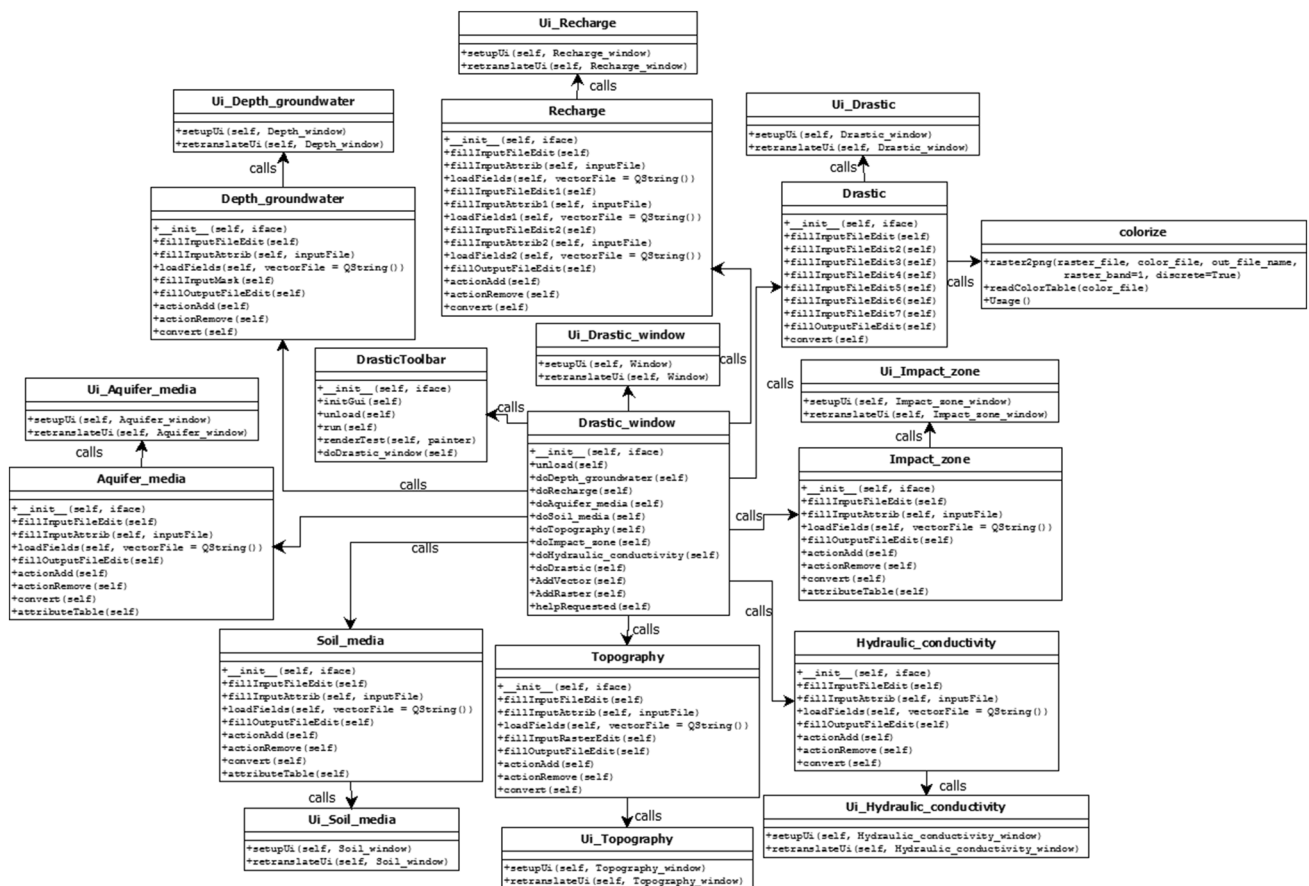 Ui_Recharge
+setupUi(self, Recharge_window)
+retranslateUi(self, Recharge_window)
calls
Recharge
+__init__(self, iface)
+fillInputFileEdit(self)
+fillInputAttrib(self, inputFile)
+loadFields(self, vectorFile = QString())
+fillInputFileEdit1(self)
+fillInputAttrib1(self, inputFile)
+loadFields1(self, vectorFile = QString())
+fillInputFileEdit2(self)
+fillInputAttrib2(self, inputFile)
+loadFields2(self, vectorFile = QString())
+fillOutputFileEdit(self)
+actionAdd(self)
+actionRemove(self)
+convert(self)
Ui_Depth_groundwater
+setupUi(self, Depth_window)
+retranslateUi(self, Depth_window)
calls
Depth_groundwater
+__init__(self, iface)
+fillInputFileEdit(self)
+fillInputAttrib(self, inputFile)
+loadFields(self, vectorFile = QString())
+fillInputMask(self)
+fillOutputFileEdit(self)
+actionAdd(self)
+actionRemove(self)
+convert(self)
Ui_Drastic
+setupUi(self, Drastic_window)
+retranslateUi(self, Drastic_window)
calls
Drastic
+__init__(self, iface)
+fillInputFileEdit(self)
+fillInputFileEdit2(self)
+fillInputFileEdit3(self)
+fillInputFileEdit4(self)
+fillInputFileEdit5(self)
+fillInputFileEdit6(self)
+fillInputFileEdit7(self)
+fillOutputFileEdit(self)
+convert(self)
calls
colorize
+raster2png(raster_file, color_file, out_file_name,
raster_band=1, discrete=True)
+readColorTable(color_file)
+Usage()
Ui_Drastic_window
+setupUi(self, Window)
+retranslateUi(self, Window)
calls
DrasticToolbar
+__init__(self, iface)
+initGui(self)
+unload(self)
+run(self)
+renderTest(self, painter)
+doDrastic_window(self)
calls
Drastic_window
+__init__(self, iface)
+unload(self)
+doDepth_groundwater(self)
+doRecharge(self)
+doAquifer_media(self)
+doSoil_media(self)
+doTopography(self)
+doImpact_zone(self)
+doHydraulic_conductivity(self)
+doDrastic(self)
+AddVector(self)
+AddRaster(self)
+helpRequested(self)
calls
calls
calls
calls
calls
calls
Ui_Aquifer_media
+setupUi(self, Aquifer_window)
+retranslateUi(self, Aquifer_window)
calls
Aquifer_media
+__init__(self, iface)
+fillInputFileEdit(self)
+fillInputAttrib(self, inputFile)
+loadFields(self, vectorFile = QString())
+fillOutputFileEdit(self)
+actionAdd(self)
+actionRemove(self)
+convert(self)
+attributeTable(self)
Ui_Impact_zone
+setupUi(self, Impact_zone_window)
+retranslateUi(self, Impact_zone_window)
calls
Impact_zone
+__init__(self, iface)
+fillInputFileEdit(self)
+fillInputAttrib(self, inputFile)
+loadFields(self, vectorFile = QString())
+fillOutputFileEdit(self)
+actionAdd(self)
+actionRemove(self)
+convert(self)
+attributeTable(self)
Soil_media
+__init__(self, iface)
+fillInputFileEdit(self)
+fillInputAttrib(self, inputFile)
+loadFields(self, vectorFile = QString())
+fillOutputFileEdit(self)
+actionAdd(self)
+actionRemove(self)
+convert(self)
+attributeTable(self)
calls
Ui_Soil_media
+setupUi(self, Soil_window)
+retranslateUi(self, Soil_window)
Topography
+__init__(self, iface)
+fillInputFileEdit(self)
+fillInputAttrib(self, inputFile)
+loadFields(self, vectorFile = QString())
+fillInputRasterEdit(self)
+fillOutputFileEdit(self)
+actionAdd(self)
+actionRemove(self)
+convert(self)
calls
Ui_Topography
+setupUi(self, Topography_window)
+retranslateUi(self, Topography_window)
Hydraulic_conductivity
+__init__(self, iface)
+fillInputFileEdit(self)
+fillInputAttrib(self, inputFile)
+loadFields(self, vectorFile = QString())
+fillOutputFileEdit(self)
+actionAdd(self)
+actionRemove(self)
+convert(self)
calls
Ui_Hydraulic_conductivity
+setupUi(self, Hydraulic_conductivity_window)
+retranslateUi(self, Hydraulic_conductivity_window)